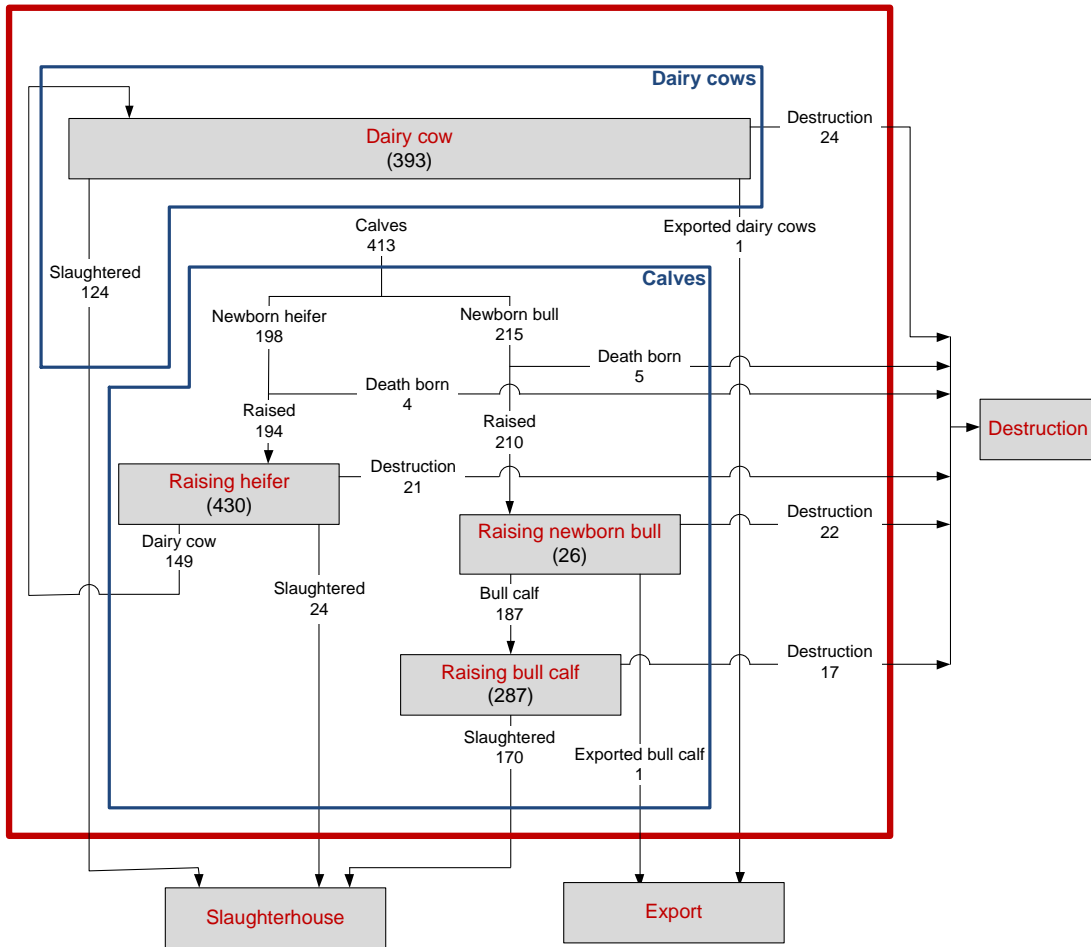 Dairy cows
Dairy cow
(393)
Destruction
24
Calves
413
Exported dairy cows
1
Slaughtered
124
Calves
Newborn heifer
198
Newborn bull
215
Death born
5
Death born
4
Raised
194
Raised
210
Destruction
Raising heifer
(430)
Destruction
21
Raising newborn bull
(26)
Destruction
22
Dairy cow
149
Slaughtered
24
Bull calf
187
Raising bull calf
(287)
Destruction
17
Slaughtered
170
Exported bull calf
1
Slaughterhouse
Export